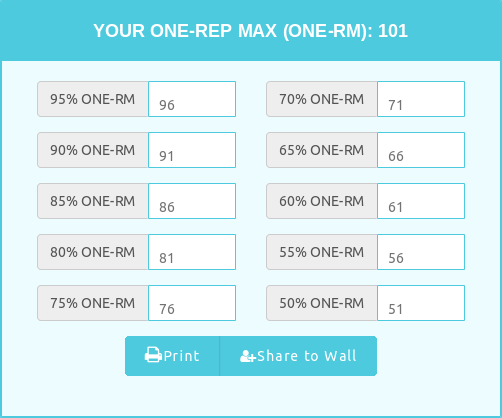 YOUR ONE-REP MAX (ONE-RM): 101
95% ONE-RM 96 70% ONE-RM 71
90% ONE-RM 91 65% ONE-RM 66
85% ONE-RM 86 60% ONE-RM 61
80% ONE-RM 81 55% ONE-RM 56
75% ONE-RM 76 50% ONE-RM 51
Print Share to Wall